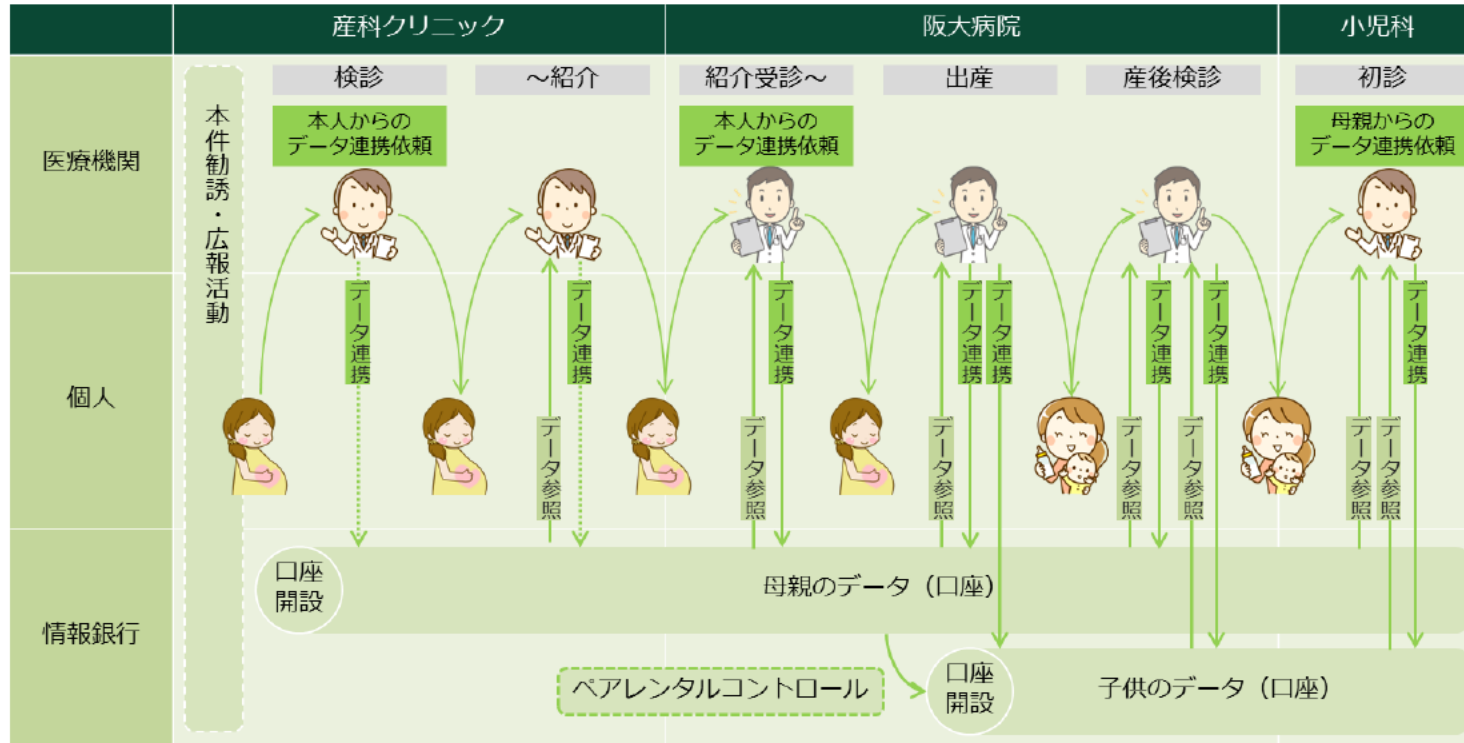 産科クリニック
阪大病院
小児科
医療機関
個人
情報銀行
本件勧誘・広報活動
検診
～紹介
紹介受診～
出産
産後検診
初診
本人からの
データ連携依頼
本人からの
データ連携依頼
母親からの
データ連携依頼
データ連携
データ参照
データ連携
データ参照
データ連携
データ参照
データ連携
データ連携
データ参照
データ連携
データ参照
データ連携
データ参照
データ参照
データ連携
口座
開設
母親のデータ（口座）
ペアレンタルコントロール
口座
開設
子供のデータ（口座）